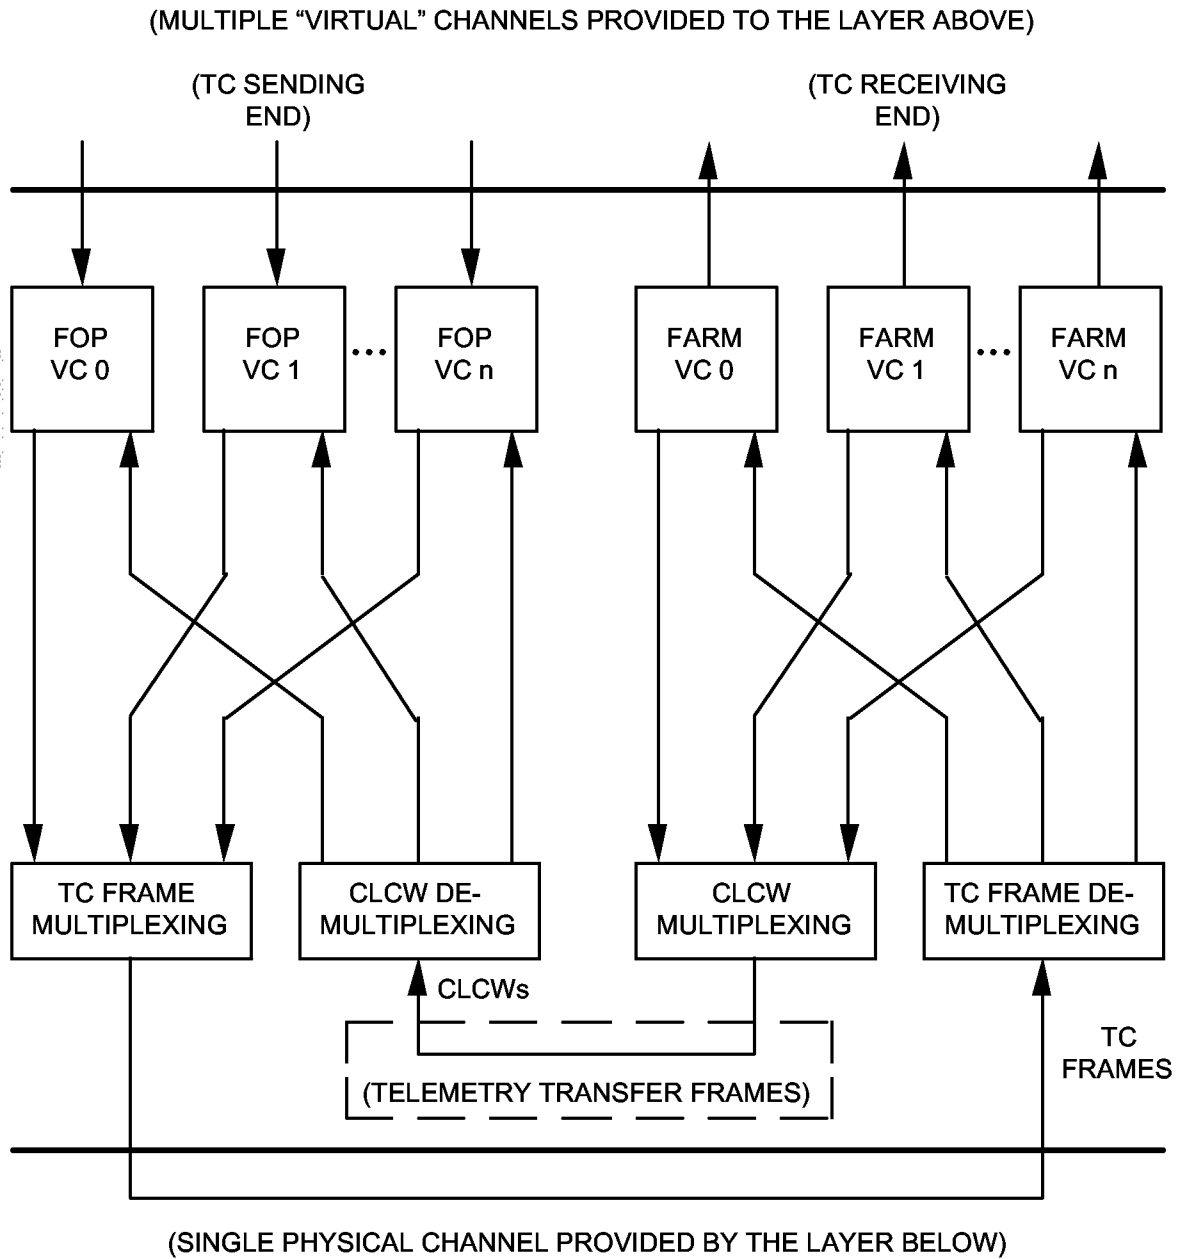 (MULTIPLE “VIRTUAL” CHANNELS PROVIDED TO THE LAYER ABOVE)
(TC SENDING
END)
(TC RECEIVING
END)
FOP
VC 0
FOP
VC 1
...
FOP
VC n
FARM
VC 0
FARM
VC 1
...
FARM
VC n
TC FRAME
MULTIPLEXING
CLCW DE-
MULTIPLEXING
CLCW
MULTIPLEXING
TC FRAME DE-
MULTIPLEXING
CLCWs
TC
FRAMES
(TELEMETRY TRANSFER FRAMES)
(SINGLE PHYSICAL CHANNEL PROVIDED BY THE LAYER BELOW)